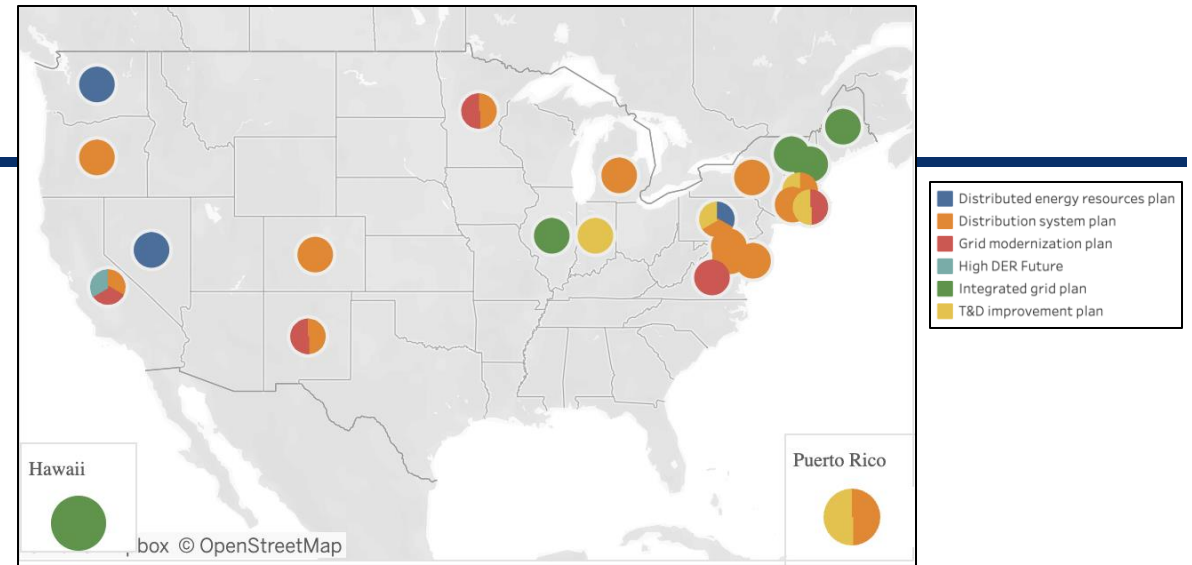 Distributed energy resources plan
Distribution system plan
Grid modernization plan
High DER Future
Integrated grid plan
T&D improvement plan
Hawaii
Puerto Rico
box © OpenStreetMap